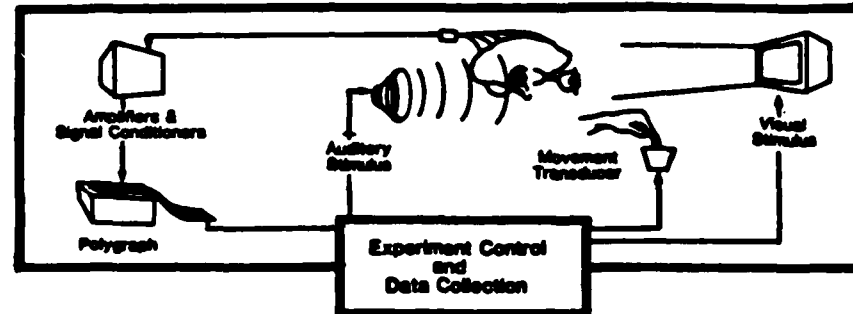 Amplifiers &
Signal Conditioners
Polygraph
Auditory
Stimulus
Movement
Transducer
Visual
Stimulus
Experiment Control
and
Data Collection